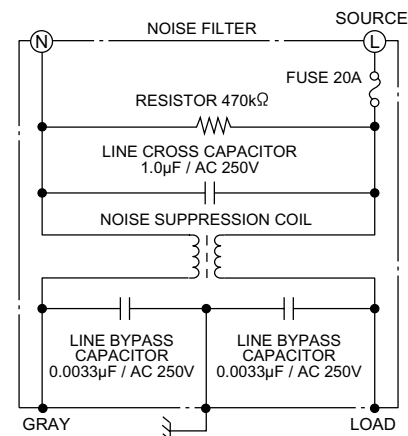 SOURCE
NOISE FILTER
N
L
FUSE 20A
RESISTOR 470kΩ
LINE CROSS CAPACITOR
1.0µF / AC 250V
NOISE SUPPRESSION COIL
LINE BYPASS
CAPACITOR
0.0033µF / AC 250V
LINE BYPASS
CAPACITOR
0.0033µF / AC 250V
GRAY
LOAD